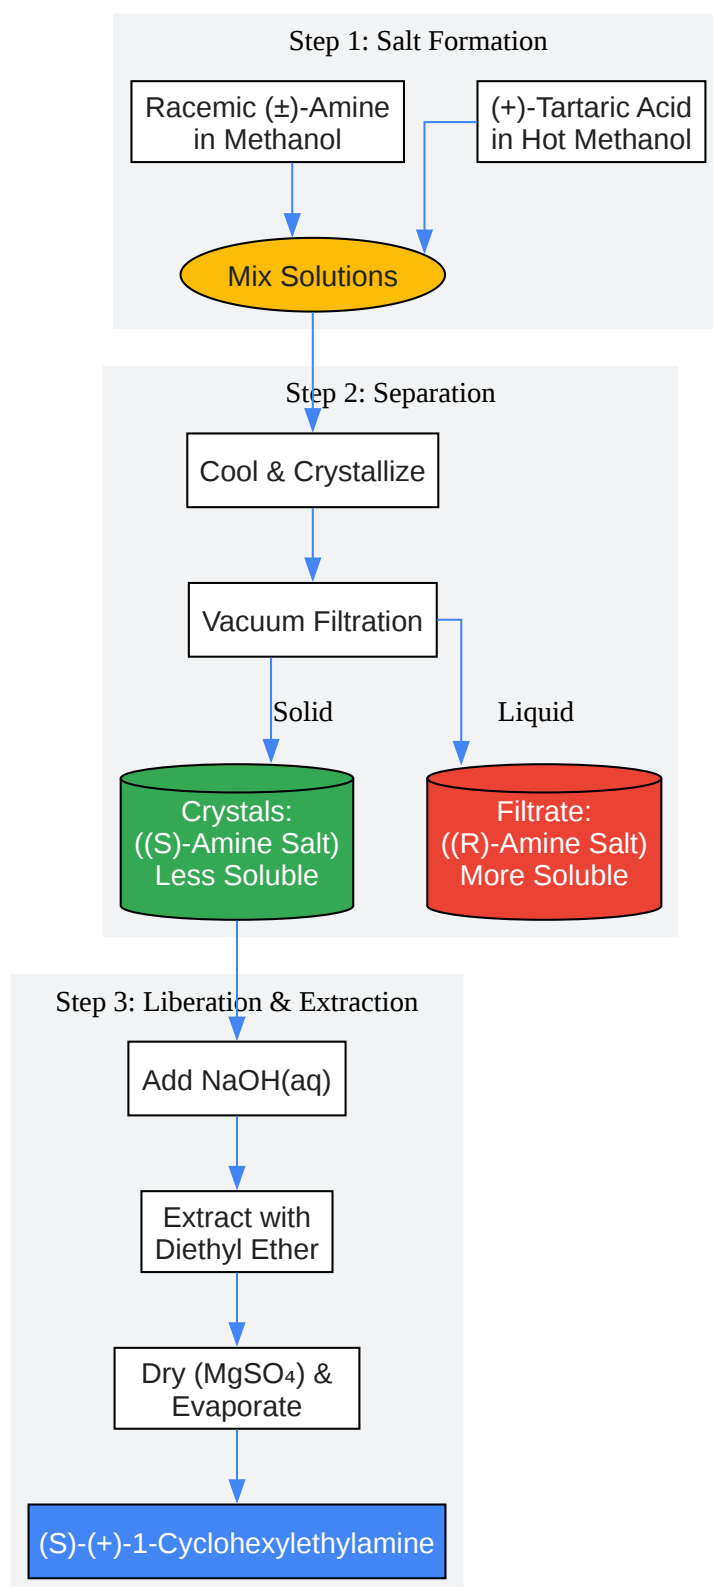 Step 1: Salt Formation
Racemic (±)-Amine
in Methanol
(+)-Tartaric Acid
in Hot Methanol
Mix Solutions
Step 2: Separation
Cool & Crystallize
Vacuum Filtration
Solid
Liquid
Crystals:
((S)-Amine Salt)
Less Soluble
Filtrate:
((R)-Amine Salt)
More Soluble
Step 3: Liberation & Extraction
Add NaOH(aq)
Extract with
Diethyl Ether
Dry (MgSO₄) &
Evaporate
(S)-(+)-1-Cyclohexylethylamine